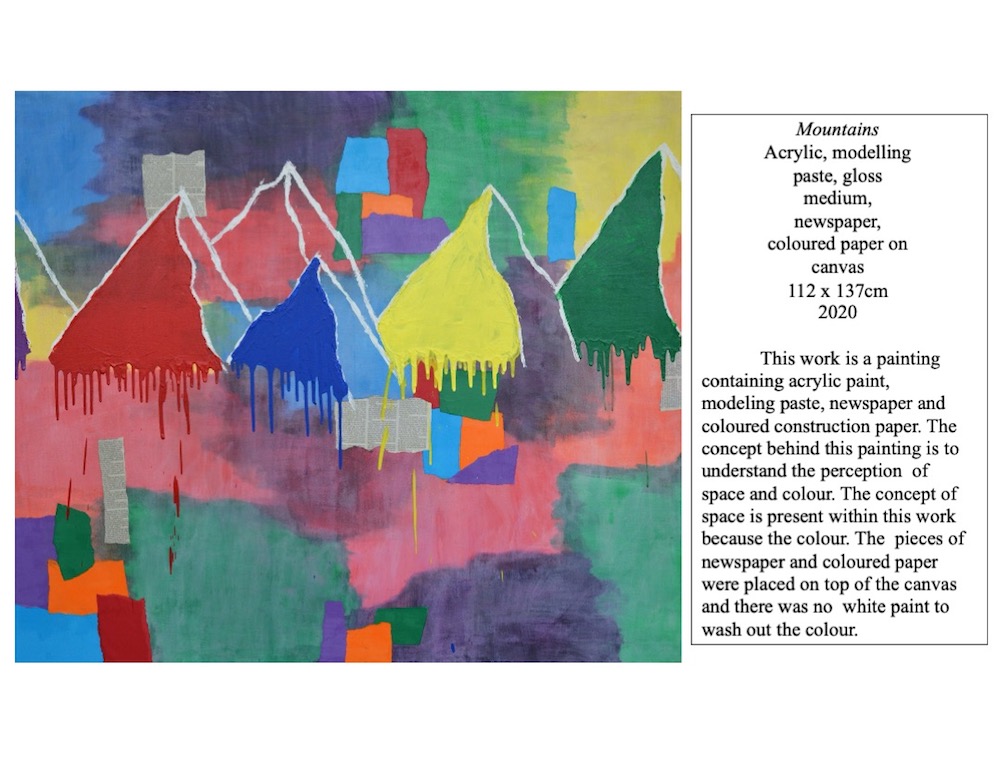 Mountains
Acrylic, modelling
paste, gloss
medium,
newspaper,
coloured paper on
canvas
112 x 137cm
2020
This work is a painting
containing acrylic paint,
modeling paste, newspaper and
coloured construction paper. The
concept behind this painting is to
understand the perception of
space and colour. The concept of
space is present within this work
because the colour. The pieces of
newspaper and coloured paper
were placed on top of the canvas
and there was no white paint to
wash out the colour.